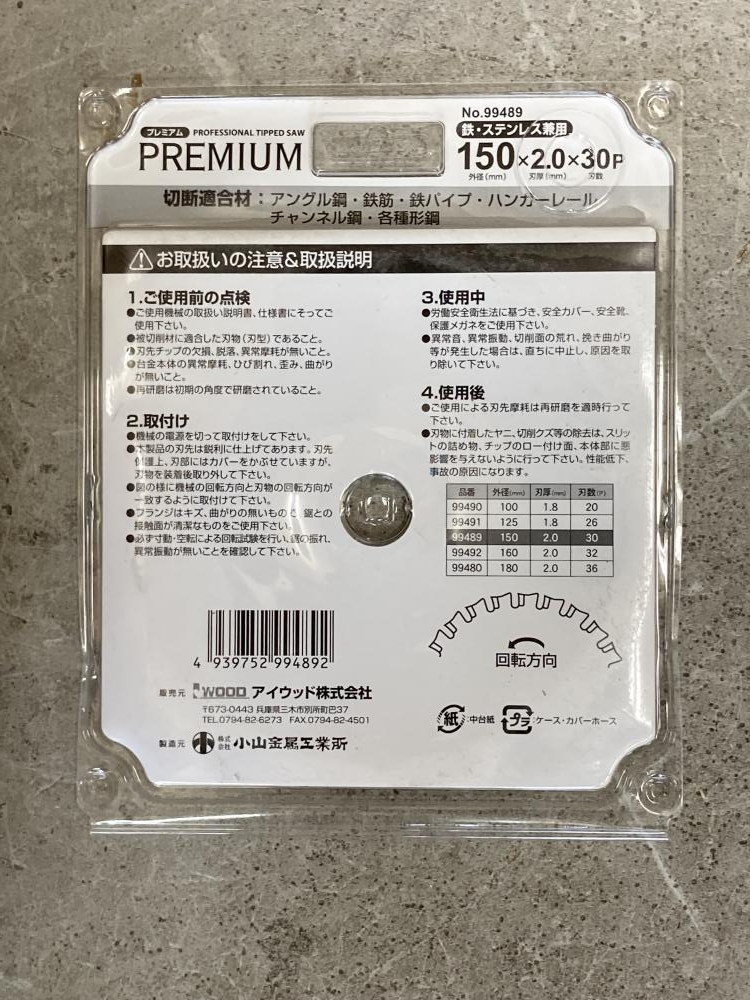 No.99489
プレミアム PROFESSIONAL TIPPED SAW
鉄・ステンレス兼用
PREMIUM
150×2.0×30P
外径(mm) 刃厚(mm) 刃数
切断適合材：アングル鋼・鉄筋・鉄パイプ・ハンガーレール
チャンネル鋼・各種形鋼
お取扱いの注意&取扱説明
1.ご使用前の点検
●ご使用機械の取扱い説明書、仕様書にそってご
使用下さい。
●被切削材に適合した刃物(刃型)であること。
●刃先チップの欠損、脱落、異常摩耗が無いこと。
●台金本体の異常摩耗、ひび割れ、歪み、曲がり
が無いこと。
●再研磨は初期の角度で研磨されていること。
2.取付け
●機械の電源を切って取付けをして下さい。
●本製品の刃先は鋭利に仕上げてあります。刃先
保護上、刃部にはカバーをかぶせていますが、
刃物を装着後取り外して下さい。
●図の様に機械の回転方向と刃物の回転方向が
一致するように取付けて下さい。
●フランジはキズ、曲がりの無いもので、鋸との
接触面が清潔なものをご使用下さい。
●必ず寸動・空転による回転試験を行い、鋸の振れ、
異常振動が無いことを確認して下さい。
3.使用中
●労働安全衛生法に基づき、安全カバー、安全靴、
保護メガネをご使用下さい。
●異常音、異常振動、切削面の荒れ、挽き曲がり
等が発生した場合は、直ちに中止し、原因を取
り除いて下さい。
4.使用後
●ご使用による刃先摩耗は再研磨を適時行って
下さい。
●刃物に付着したヤニ、切削クズ等の除去は、スリッ
トの詰め物、チップのロー付け面、本体部に悪
影響を与えないように行って下さい。性能低下、
事故の原因になります。
品番 外径(mm) 刃厚(mm) 刃数(P)
99490 100 1.8 20
99491 125 1.8 26
99489 150 2.0 30
99492 160 2.0 32
99480 180 2.0 36
回転方向
4 939752 994892
販売元 iWOOD アイウッド株式会社
〒673-0443 兵庫県三木市別所町巴37
TEL.0794-82-6273 FAX.0794-82-4501
製造元 株式会社 小山金属工業所
紙：中台紙 プラ：ケース・カバーホース